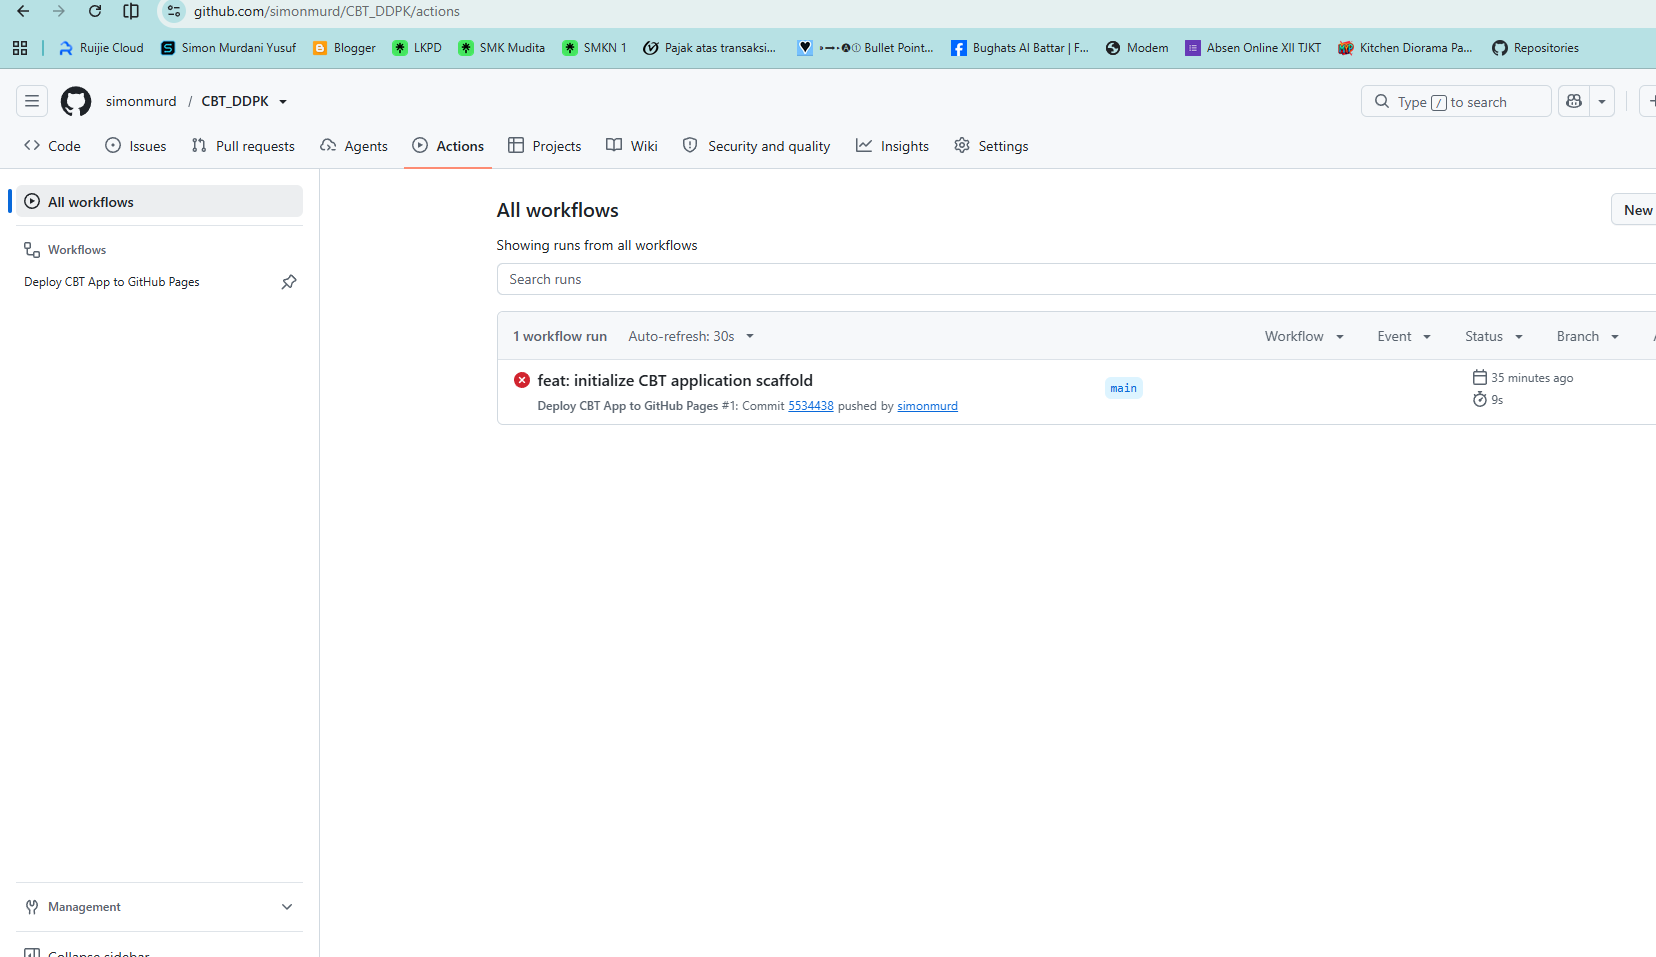 github.com/simonmurd/CBT_DDPK/actions
Ruijie Cloud Simon Murdani Yusuf Blogger LKPD SMK Mudita SMKN 1 Pajak atas transaksi... Bullet Point... Bughats Al Battar | F... Modem Absen Online XII TJKT Kitchen Diorama Pa... Repositories
simonmurd / CBT_DDPK Type / to search
Code Issues Pull requests Agents Actions Projects Wiki Security and quality Insights Settings
All workflows
Workflows
Deploy CBT App to GitHub Pages
Management
Collapse sidebar
All workflows New
Showing runs from all workflows
Search runs
1 workflow run Auto-refresh: 30s Workflow Event Status Branch
feat: initialize CBT application scaffold main 35 minutes ago
Deploy CBT App to GitHub Pages #1: Commit 5534438 pushed by simonmurd 9s